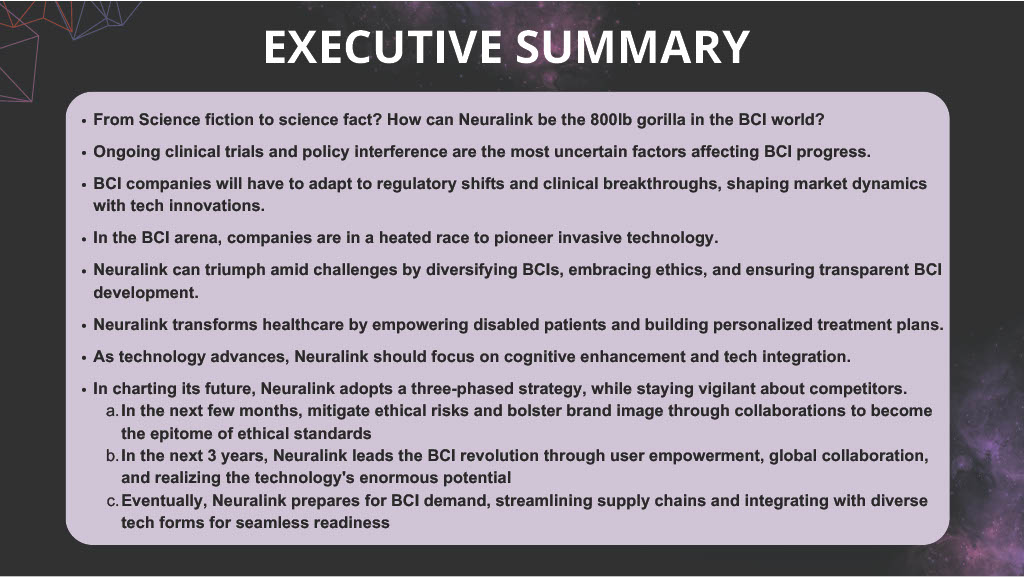 EXECUTIVE SUMMARY
• From Science fiction to science fact? How can Neuralink be the 800lb gorilla in the BCI world?
• Ongoing clinical trials and policy interference are the most uncertain factors affecting BCI progress.
• BCI companies will have to adapt to regulatory shifts and clinical breakthroughs, shaping market dynamics
with tech innovations.
• In the BCI arena, companies are in a heated race to pioneer invasive technology.
• Neuralink can triumph amid challenges by diversifying BCIs, embracing ethics, and ensuring transparent BCI
development.
• Neuralink transforms healthcare by empowering disabled patients and building personalized treatment plans.
• As technology advances, Neuralink should focus on cognitive enhancement and tech integration.
• In charting its future, Neuralink adopts a three-phased strategy, while staying vigilant about competitors.
a. In the next few months, mitigate ethical risks and bolster brand image through collaborations to become
the epitome of ethical standards
b. In the next 3 years, Neuralink leads the BCI revolution through user empowerment, global collaboration,
and realizing the technology's enormous potential
c. Eventually, Neuralink prepares for BCI demand, streamlining supply chains and integrating with diverse
tech forms for seamless readiness